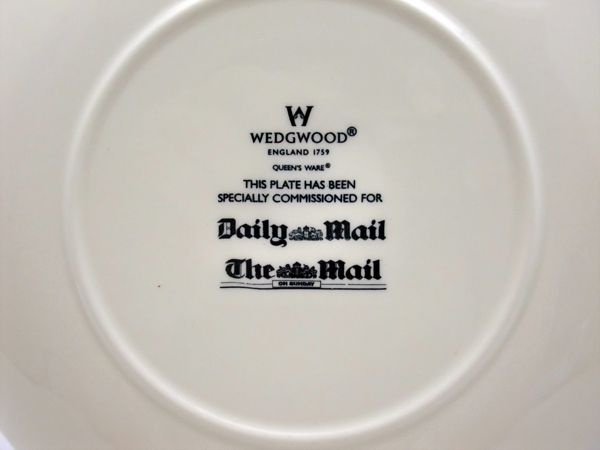 W
WEDGWOOD®
ENGLAND 1759
QUEEN'S WARE®
THIS PLATE HAS BEEN
SPECIALLY COMMISSIONED FOR
Daily Mail
The Mail
ON SUNDAY